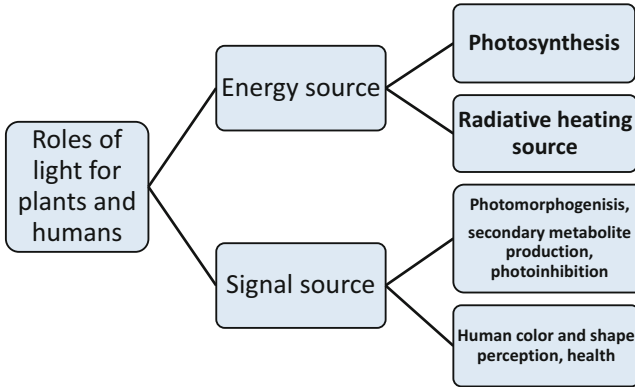 Roles of
light for
plants and
humans
Energy source
Photosynthesis
Radiative heating
source
Signal source
Photomorphogenisis,
secondary metabolite
production,
photoinhibition
Human color and shape
perception, health